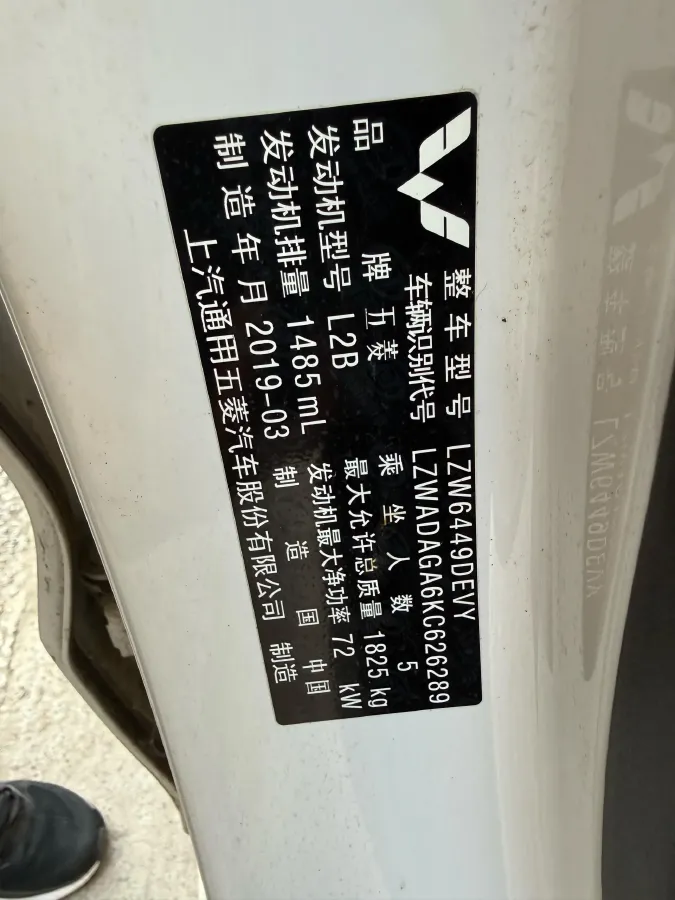 整车型号 LZW6449DEVY
车辆识别代号 LZWADAGA6KC626289
品牌 五菱 乘坐人数 5
发动机型号 L2B 最大允许总质量 1825 kg
发动机排量 1485 mL 发动机最大净功率 72 kW
制造年月 2019-03 制造国 中国
上汽通用五菱汽车股份有限公司 制造